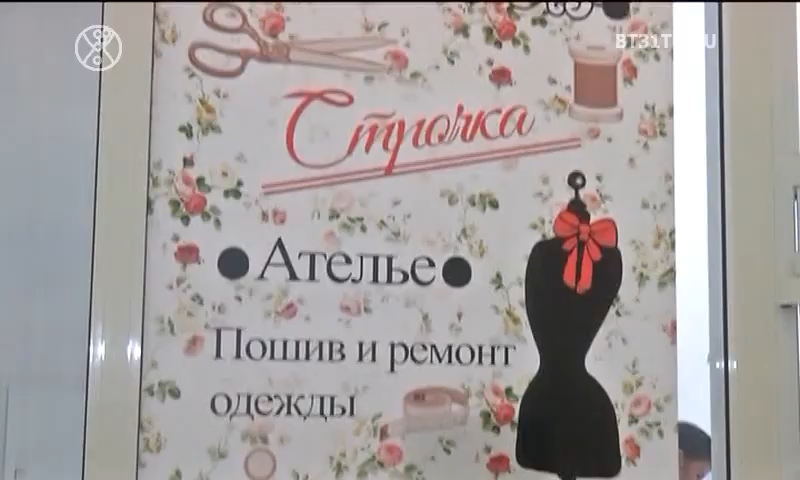 Строчка
Ателье
Пошив и ремонт
одежды